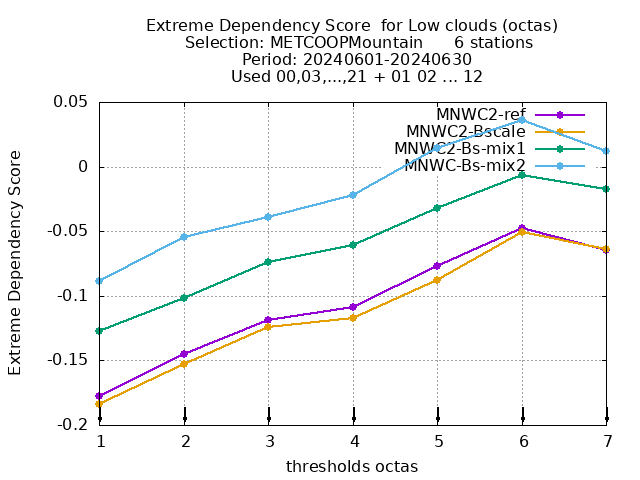 Extreme Dependency Score  for Low clouds (octas)
Selection: METCOOPMountain      6 stations
Period: 20240601-20240630
Used 00,03,...,21 + 01 02 ... 12
MNWC2-ref
MNWC2-Bscale
MNWC2-Bs-mix1
MNWC-Bs-mix2
Extreme Dependency Score
0.05
0
-0.05
-0.1
-0.15
-0.2
1 2 3 4 5 6 7
thresholds octas